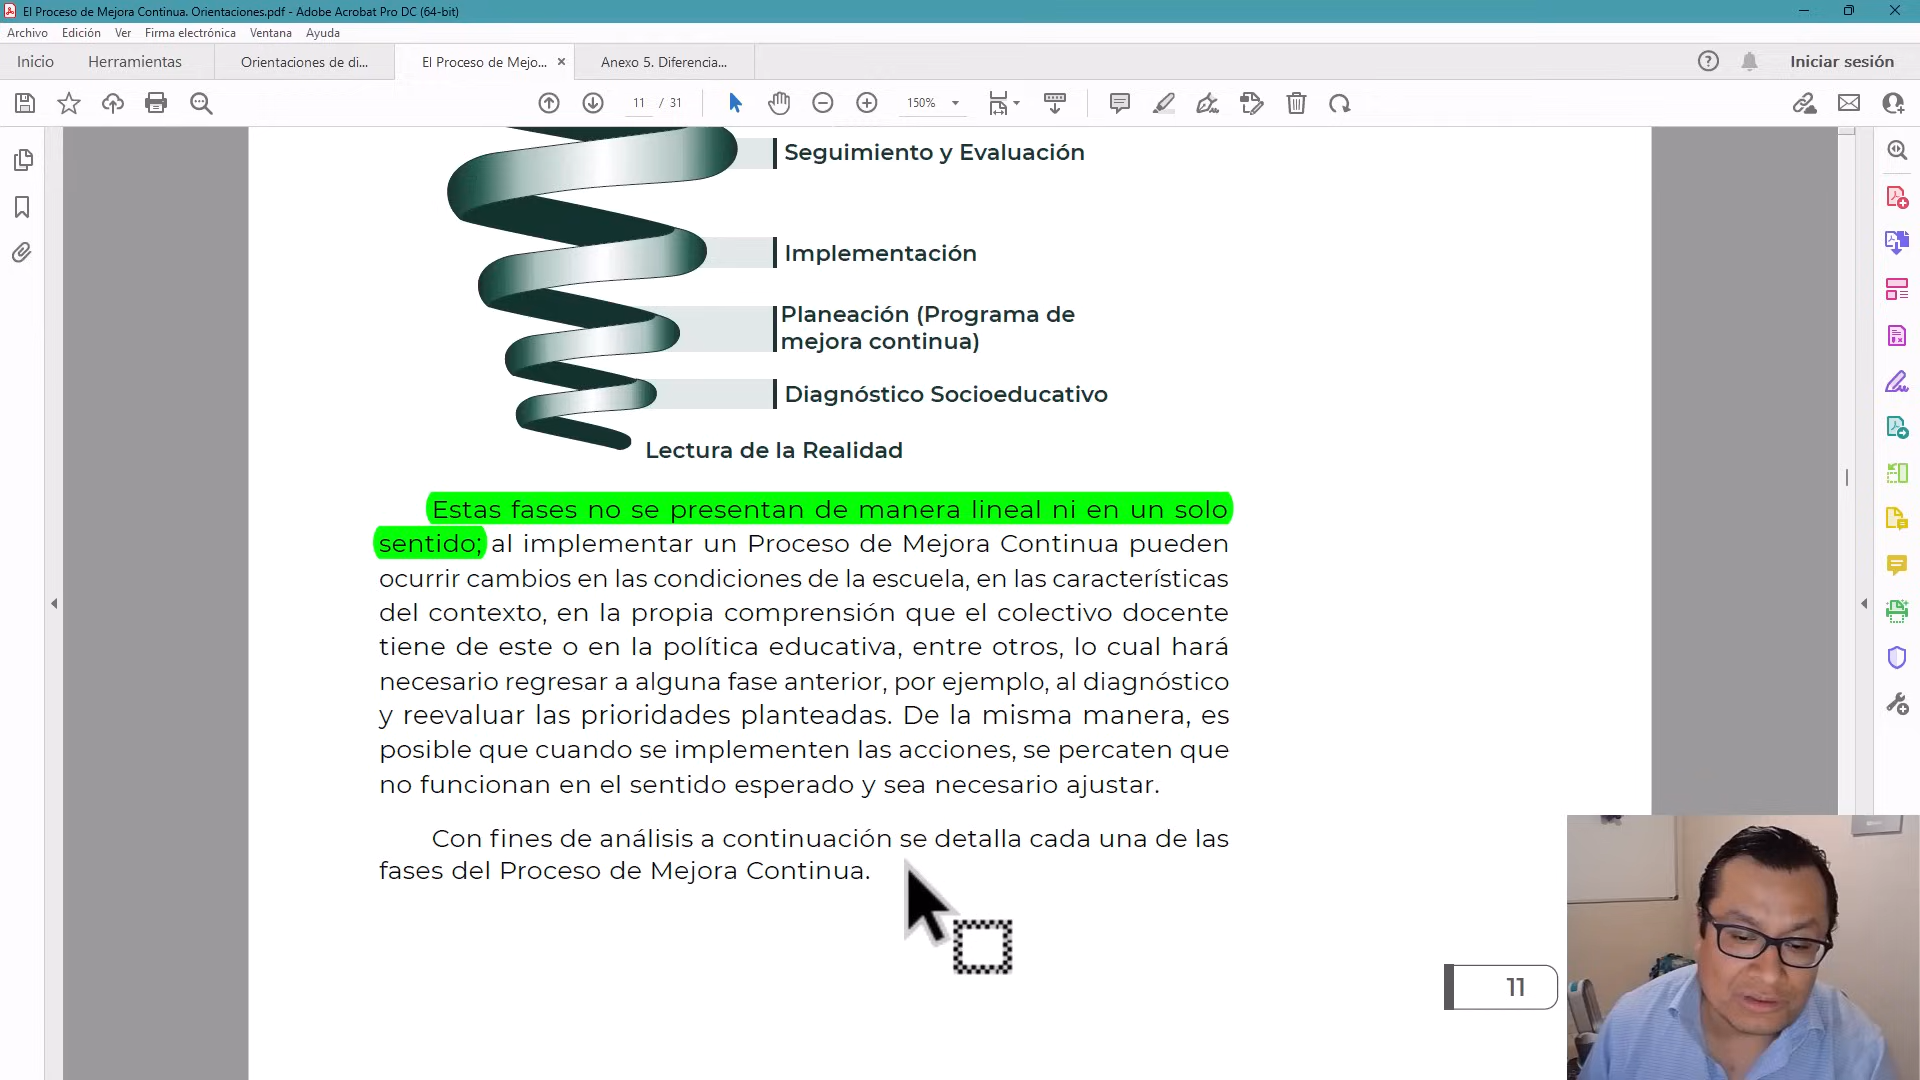 El Proceso de Mejora Continua. Orientaciones.pdf - Adobe Acrobat Pro DC (64-bit)
Archivo Edición Ver Firma electrónica Ventana Ayuda
Inicio Herramientas Orientaciones de di... El Proceso de Mejo... × Anexo 5. Diferencia... Iniciar sesión
11 / 31 150%
Seguimiento y Evaluación
Implementación
Planeación (Programa de
mejora continua)
Diagnóstico Socioeducativo
Lectura de la Realidad
Estas fases no se presentan de manera lineal ni en un solo
sentido; al implementar un Proceso de Mejora Continua pueden
ocurrir cambios en las condiciones de la escuela, en las características
del contexto, en la propia comprensión que el colectivo docente
tiene de este o en la política educativa, entre otros, lo cual hará
necesario regresar a alguna fase anterior, por ejemplo, al diagnóstico
y reevaluar las prioridades planteadas. De la misma manera, es
posible que cuando se implementen las acciones, se percaten que
no funcionan en el sentido esperado y sea necesario ajustar.
Con fines de análisis a continuación se detalla cada una de las
fases del Proceso de Mejora Continua.
11